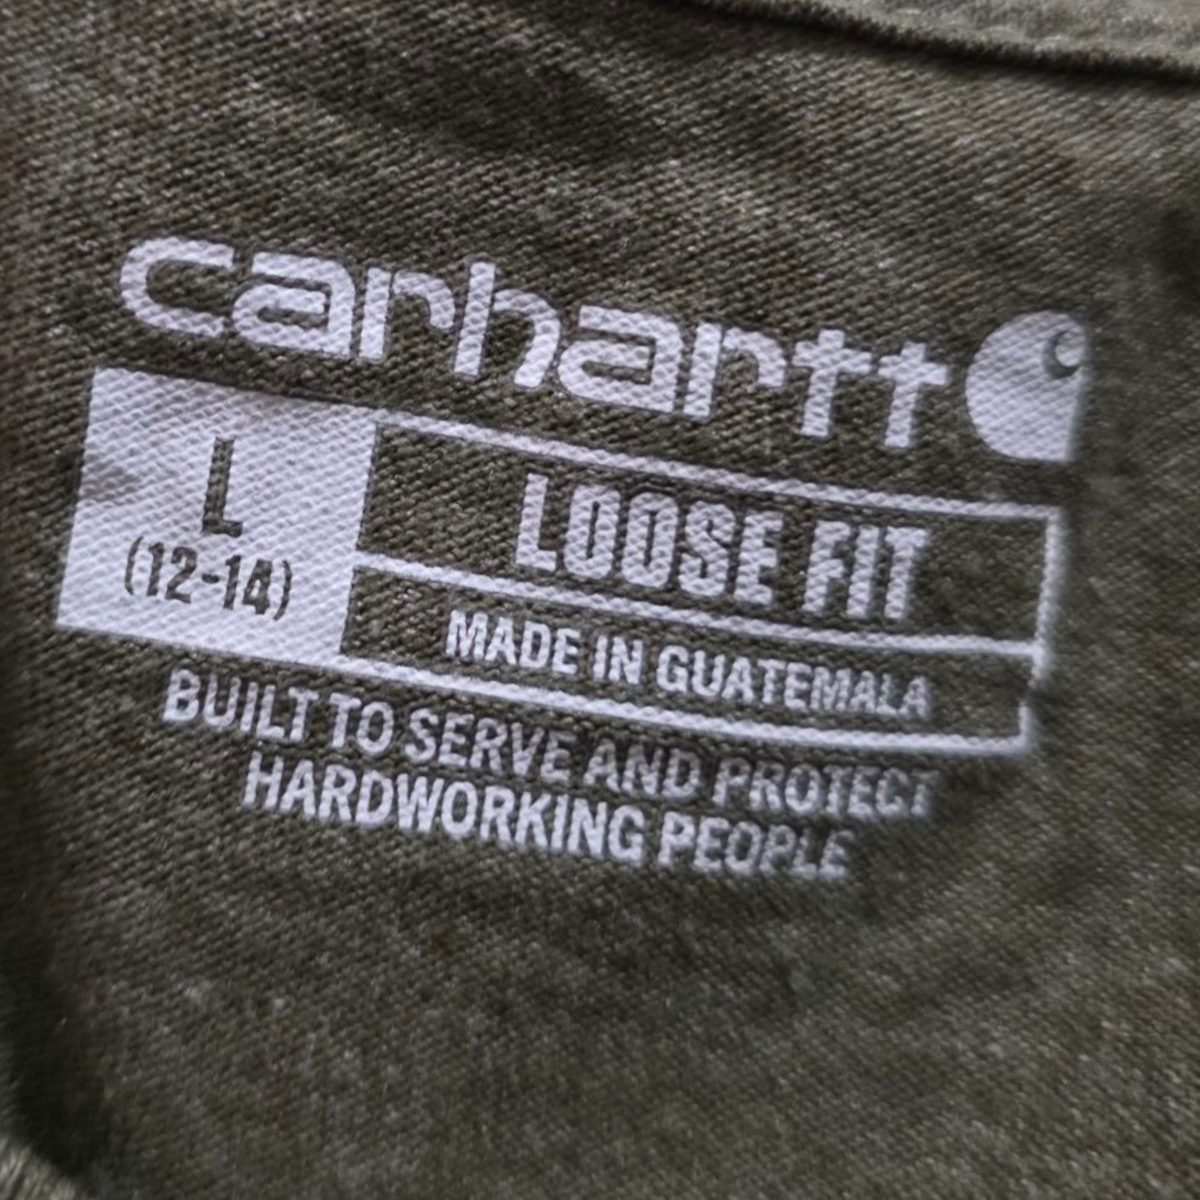 carhartt
L
(12-14)
LOOSE FIT
MADE IN GUATEMALA
BUILT TO SERVE AND PROTECT
HARDWORKING PEOPLE